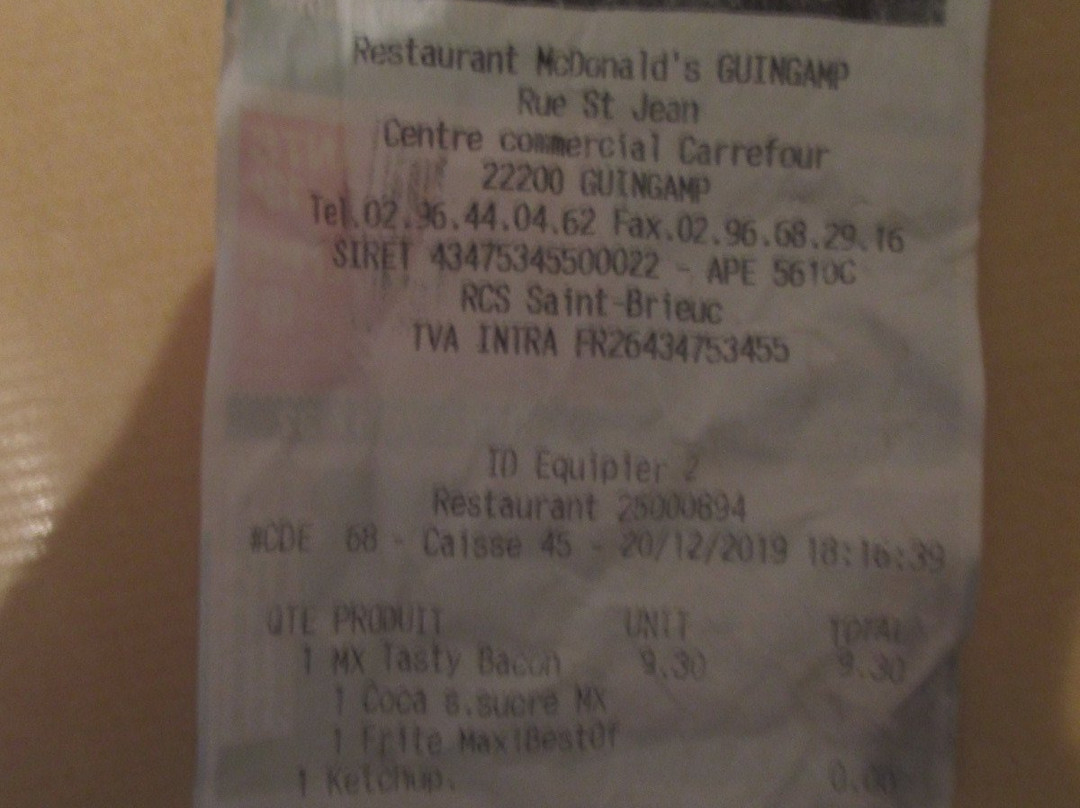 Restaurant McDonald's GUINGAMP
Rue St Jean
Centre commercial Carrefour
22200 GUINGAMP
Tel.02.96.44.04.62 Fax.02.96.68.29.16
SIRET 43475345500022 - APE 5610C
RCS Saint-Brieuc
TVA INTRA FR26434753455
ID Equipier 2
Restaurant 25000894
#CDE 68 - Caisse 45 - 20/12/2019 18:16:39
QTE PRODUIT UNIT TOTAL
1 MX Tasty Bacon 9.30 9.30
1 Coca s.sucre MX
1 Frite MaxiBestOf
1 Ketchup. 0.00